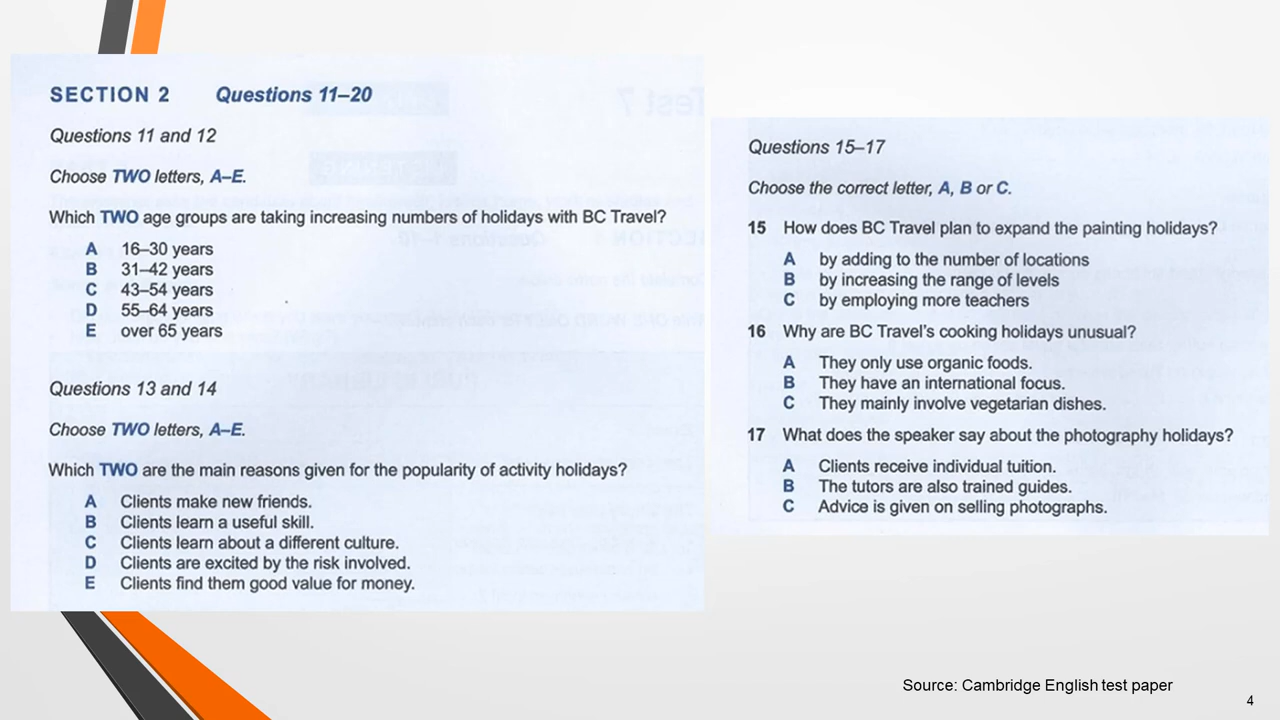 SECTION 2 Questions 11–20
Questions 11 and 12
Choose TWO letters, A–E.
Which TWO age groups are taking increasing numbers of holidays with BC Travel?
A 16–30 years
B 31–42 years
C 43–54 years
D 55–64 years
E over 65 years
Questions 13 and 14
Choose TWO letters, A–E.
Which TWO are the main reasons given for the popularity of activity holidays?
A Clients make new friends.
B Clients learn a useful skill.
C Clients learn about a different culture.
D Clients are excited by the risk involved.
E Clients find them good value for money.
Questions 15–17
Choose the correct letter, A, B or C.
15 How does BC Travel plan to expand the painting holidays?
A by adding to the number of locations
B by increasing the range of levels
C by employing more teachers
16 Why are BC Travel's cooking holidays unusual?
A They only use organic foods.
B They have an international focus.
C They mainly involve vegetarian dishes.
17 What does the speaker say about the photography holidays?
A Clients receive individual tuition.
B The tutors are also trained guides.
C Advice is given on selling photographs.
Source: Cambridge English test paper
4